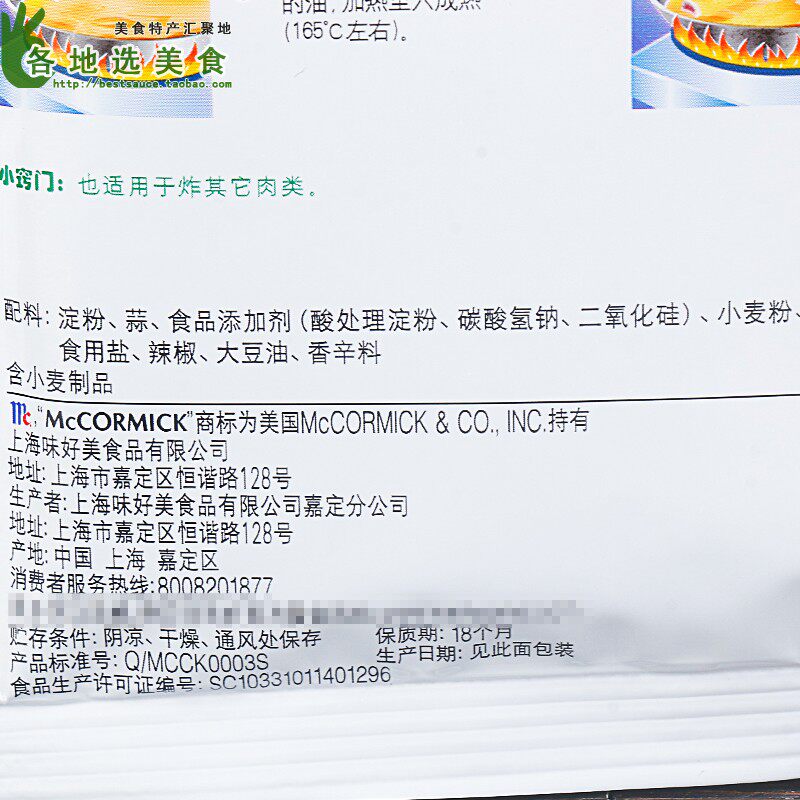 美食特产汇聚地
各地选美食
http://bestsauce.taobao.com
的油,加热至六成热
(165℃左右)。
小窍门:也适用于炸其它肉类。
配料:淀粉、蒜、食品添加剂(酸处理淀粉、碳酸氢钠、二氧化硅)、小麦粉、
食用盐、辣椒、大豆油、香辛料
含小麦制品
Mc,“McCORMICK”商标为美国McCORMICK & CO., INC.持有
上海味好美食品有限公司
地址:上海市嘉定区恒谐路128号
生产者:上海味好美食品有限公司嘉定分公司
地址:上海市嘉定区恒谐路128号
产地:中国 上海 嘉定区
消费者服务热线:8008201877
贮存条件:阴凉、干燥、通风处保存 保质期:18个月
产品标准号:Q/MCCK0003S 生产日期:见此面包装
食品生产许可证编号:SC10331011401296